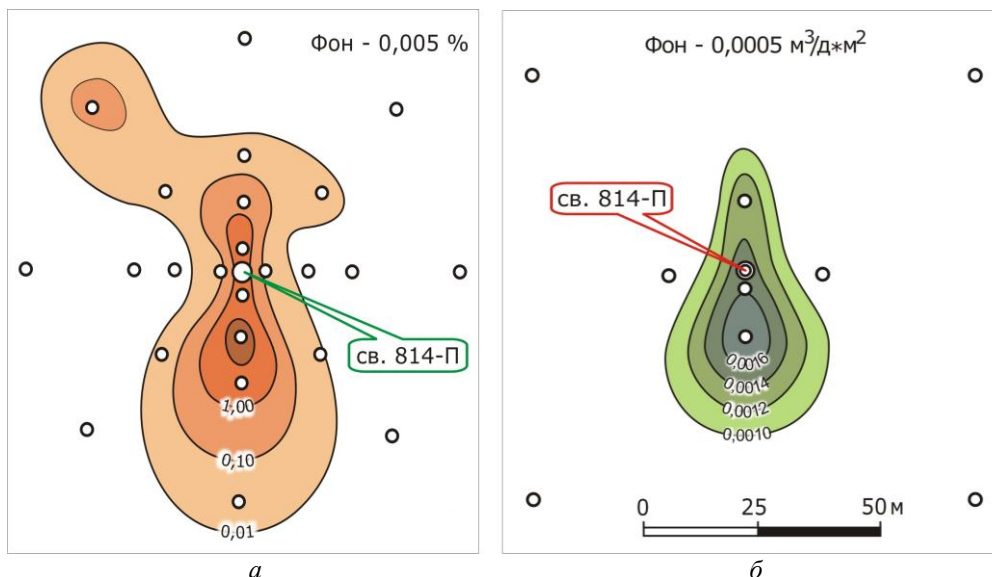 Фон - 0,005 %
св. 814-П
1,00
0,10
0,01
а
Фон - 0,0005 м³/д*м²
св. 814-П
0,0016
0,0014
0,0012
0,0010
0 25 50 м
б